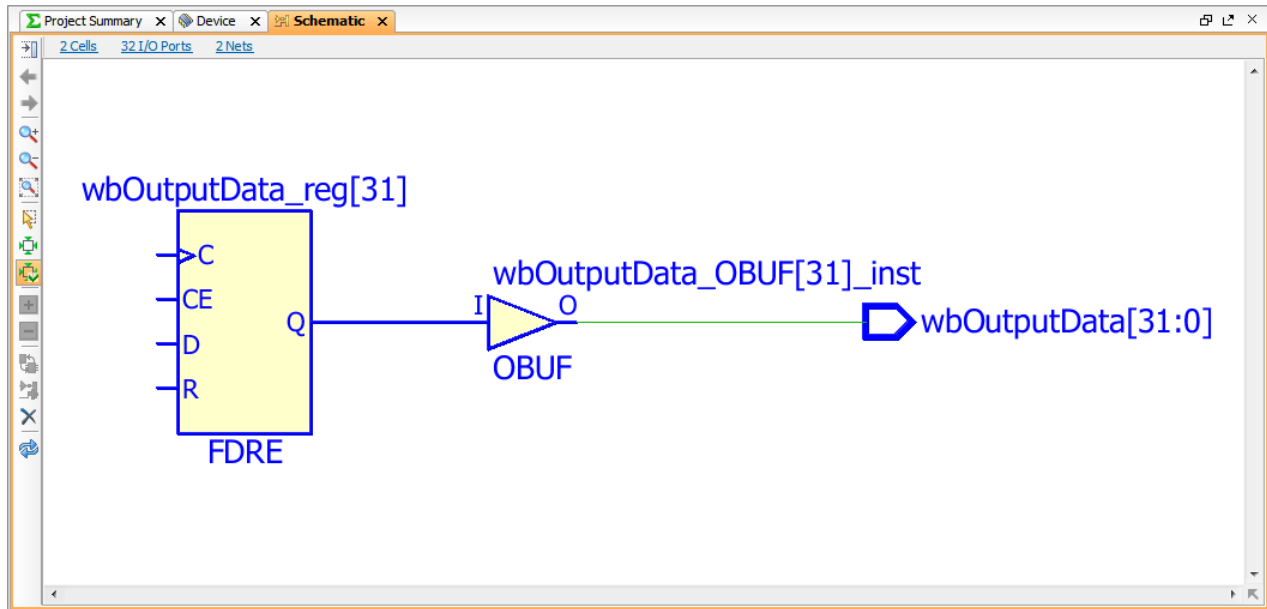 Project Summary Device Schematic
2 Cells 32 I/O Ports 2 Nets
wbOutputData_reg[31]
C
CE
D
R
Q
FDRE
wbOutputData_OBUF[31]_inst
I
O
OBUF
wbOutputData[31:0]